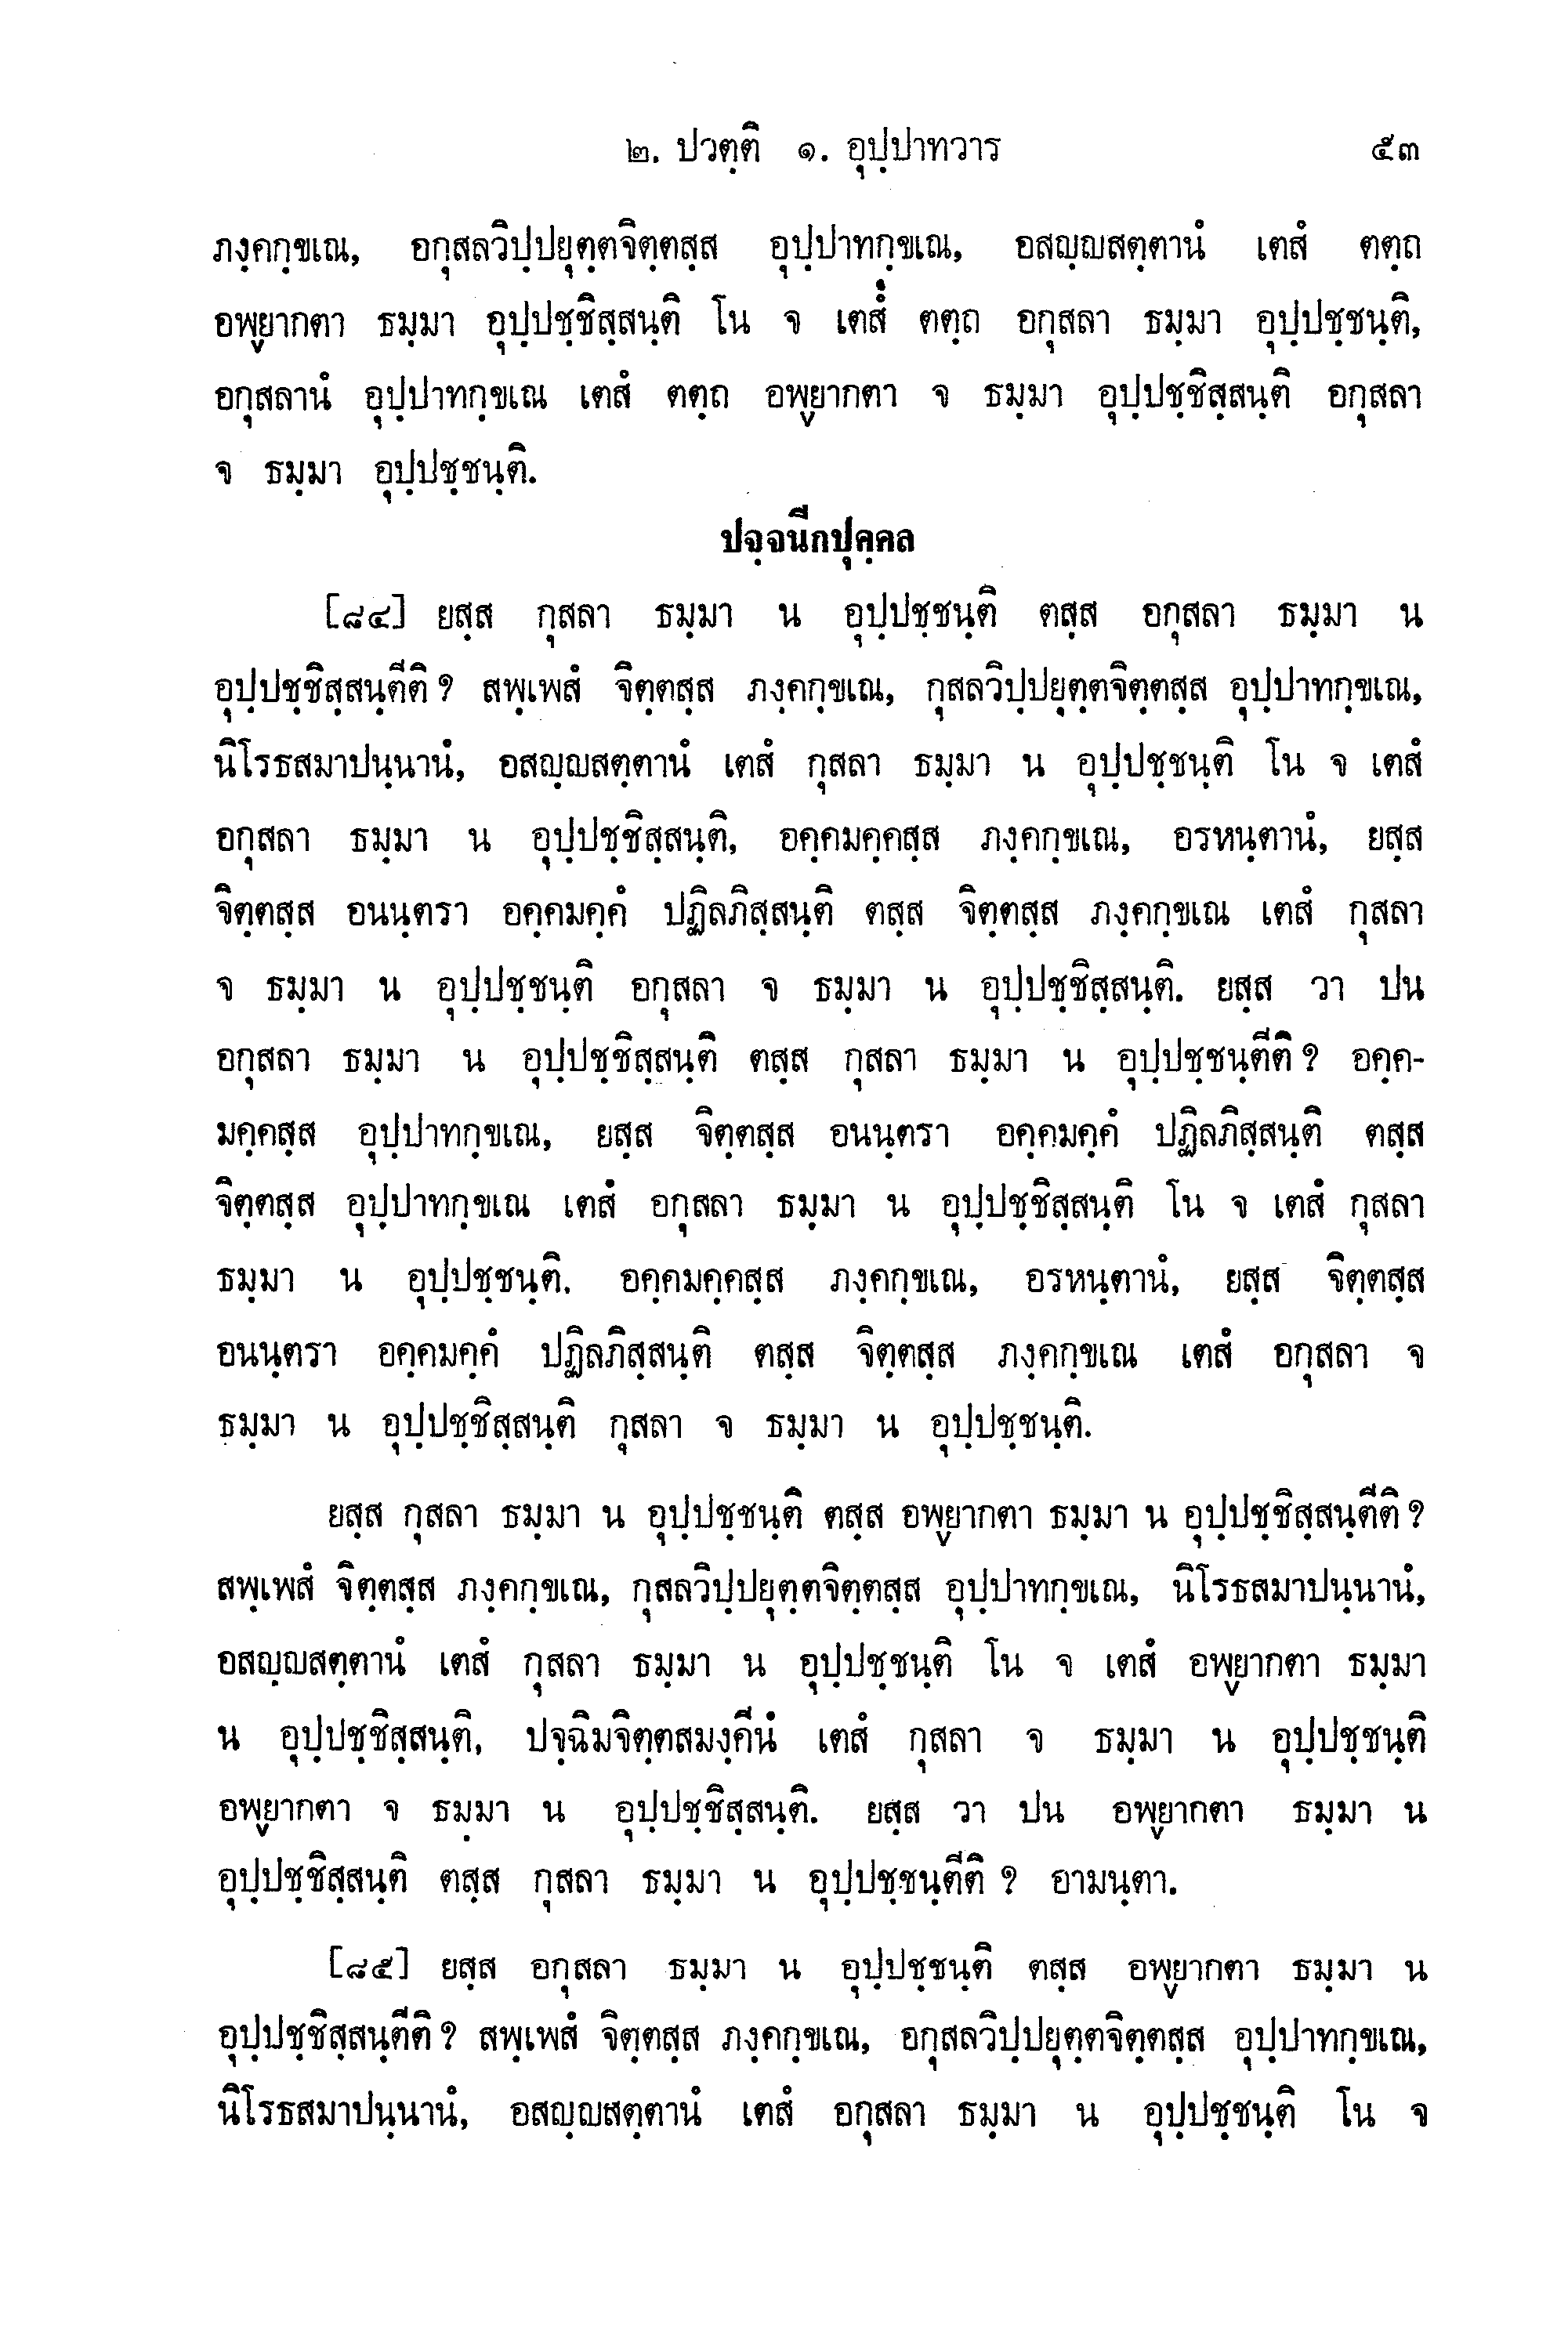 ๒. ปวตฺติ ๑. อุปฺปาทวาร ๕๓
ภงฺคกฺขเณ, อกุสลวิปฺปยุตฺตจิตฺตสฺส อุปฺปาทกฺขเณ, อสญฺญสตฺตานํ เตสํ ตตฺถ
อพฺยากตา ธมฺมา อุปฺปชฺชิสฺสนฺติ โน จ เตสํ ตตฺถ อกุสลา ธมฺมา อุปฺปชฺชนฺติ,
อกุสลานํ อุปฺปาทกฺขเณ เตสํ ตตฺถ อพฺยากตา จ ธมฺมา อุปฺปชฺชิสฺสนฺติ อกุสลา
จ ธมฺมา อุปฺปชฺชนฺติ.
ปจฺจนีกปุคฺคล
[๘๔] ยสฺส กุสลา ธมฺมา น อุปฺปชฺชนฺติ ตสฺส อกุสลา ธมฺมา น
อุปฺปชฺชิสฺสนฺตีติ ? สพฺเพสํ จิตฺตสฺส ภงฺคกฺขเณ, กุสลวิปฺปยุตฺตจิตฺตสฺส อุปฺปาทกฺขเณ,
นิโรธสมาปนฺนานํ, อสญฺญสตฺตานํ เตสํ กุสลา ธมฺมา น อุปฺปชฺชนฺติ โน จ เตสํ
อกุสลา ธมฺมา น อุปฺปชฺชิสฺสนฺติ, อคฺคมคฺคสฺส ภงฺคกฺขเณ, อรหนฺตานํ, ยสฺส
จิตฺตสฺส อนนฺตรา อคฺคมคฺคํ ปฏิลภิสฺสนฺติ ตสฺส จิตฺตสฺส ภงฺคกฺขเณ เตสํ กุสลา
จ ธมฺมา น อุปฺปชฺชนฺติ อกุสลา จ ธมฺมา น อุปฺปชฺชิสฺสนฺติ. ยสฺส วา ปน
อกุสลา ธมฺมา น อุปฺปชฺชิสฺสนฺติ ตสฺส กุสลา ธมฺมา น อุปฺปชฺชนฺตีติ ? อคฺค-
มคฺคสฺส อุปฺปาทกฺขเณ, ยสฺส จิตฺตสฺส อนนฺตรา อคฺคมคฺคํ ปฏิลภิสฺสนฺติ ตสฺส
จิตฺตสฺส อุปฺปาทกฺขเณ เตสํ อกุสลา ธมฺมา น อุปฺปชฺชิสฺสนฺติ โน จ เตสํ กุสลา
ธมฺมา น อุปฺปชฺชนฺติ. อคฺคมคฺคสฺส ภงฺคกฺขเณ, อรหนฺตานํ, ยสฺส จิตฺตสฺส
อนนฺตรา อคฺคมคฺคํ ปฏิลภิสฺสนฺติ ตสฺส จิตฺตสฺส ภงฺคกฺขเณ เตสํ อกุสลา จ
ธมฺมา น อุปฺปชฺชิสฺสนฺติ กุสลา จ ธมฺมา น อุปฺปชฺชนฺติ.
ยสฺส กุสลา ธมฺมา น อุปฺปชฺชนฺติ ตสฺส อพฺยากตา ธมฺมา น อุปฺปชฺชิสฺสนฺตีติ ?
สพฺเพสํ จิตฺตสฺส ภงฺคกฺขเณ, กุสลวิปฺปยุตฺตจิตฺตสฺส อุปฺปาทกฺขเณ, นิโรธสมาปนฺนานํ,
อสญฺญสตฺตานํ เตสํ กุสลา ธมฺมา น อุปฺปชฺชนฺติ โน จ เตสํ อพฺยากตา ธมฺมา
น อุปฺปชฺชิสฺสนฺติ, ปจฺฉิมจิตฺตสมงฺคีนํ เตสํ กุสลา จ ธมฺมา น อุปฺปชฺชนฺติ
อพฺยากตา จ ธมฺมา น อุปฺปชฺชิสฺสนฺติ. ยสฺส วา ปน อพฺยากตา ธมฺมา น
อุปฺปชฺชิสฺสนฺติ ตสฺส กุสลา ธมฺมา น อุปฺปชฺชนฺตีติ ? อามนฺตา.
[๘๕] ยสฺส อกุสลา ธมฺมา น อุปฺปชฺชนฺติ ตสฺส อพฺยากตา ธมฺมา น
อุปฺปชฺชิสฺสนฺตีติ ? สพฺเพสํ จิตฺตสฺส ภงฺคกฺขเณ, อกุสลวิปฺปยุตฺตจิตฺตสฺส อุปฺปาทกฺขเณ,
นิโรธสมาปนฺนานํ, อสญฺญสตฺตานํ เตสํ อกุสลา ธมฺมา น อุปฺปชฺชนฺติ โน จ